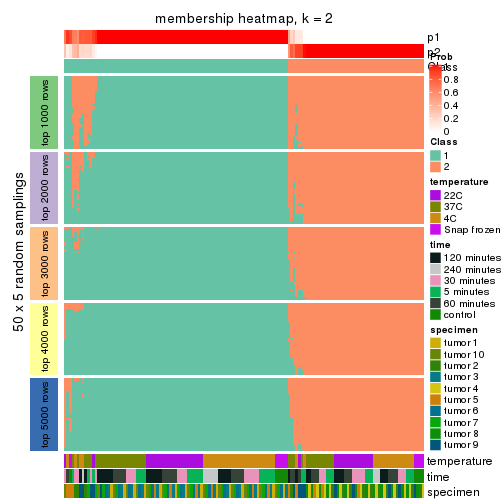 membership heatmap, k = 2
p1
p2
Class
Prob
0.8
0.6
0.4
0.2
0
Class
1
2
temperature
22C
37C
4C
Snap frozen
time
120 minutes
240 minutes
30 minutes
5 minutes
60 minutes
control
specimen
tumor 1
tumor 10
tumor 2
tumor 3
tumor 4
tumor 5
tumor 6
tumor 7
tumor 8
tumor 9
50 x 5 random samplings
top 1000 rows
top 2000 rows
top 3000 rows
top 4000 rows
top 5000 rows
temperature
time
specimen